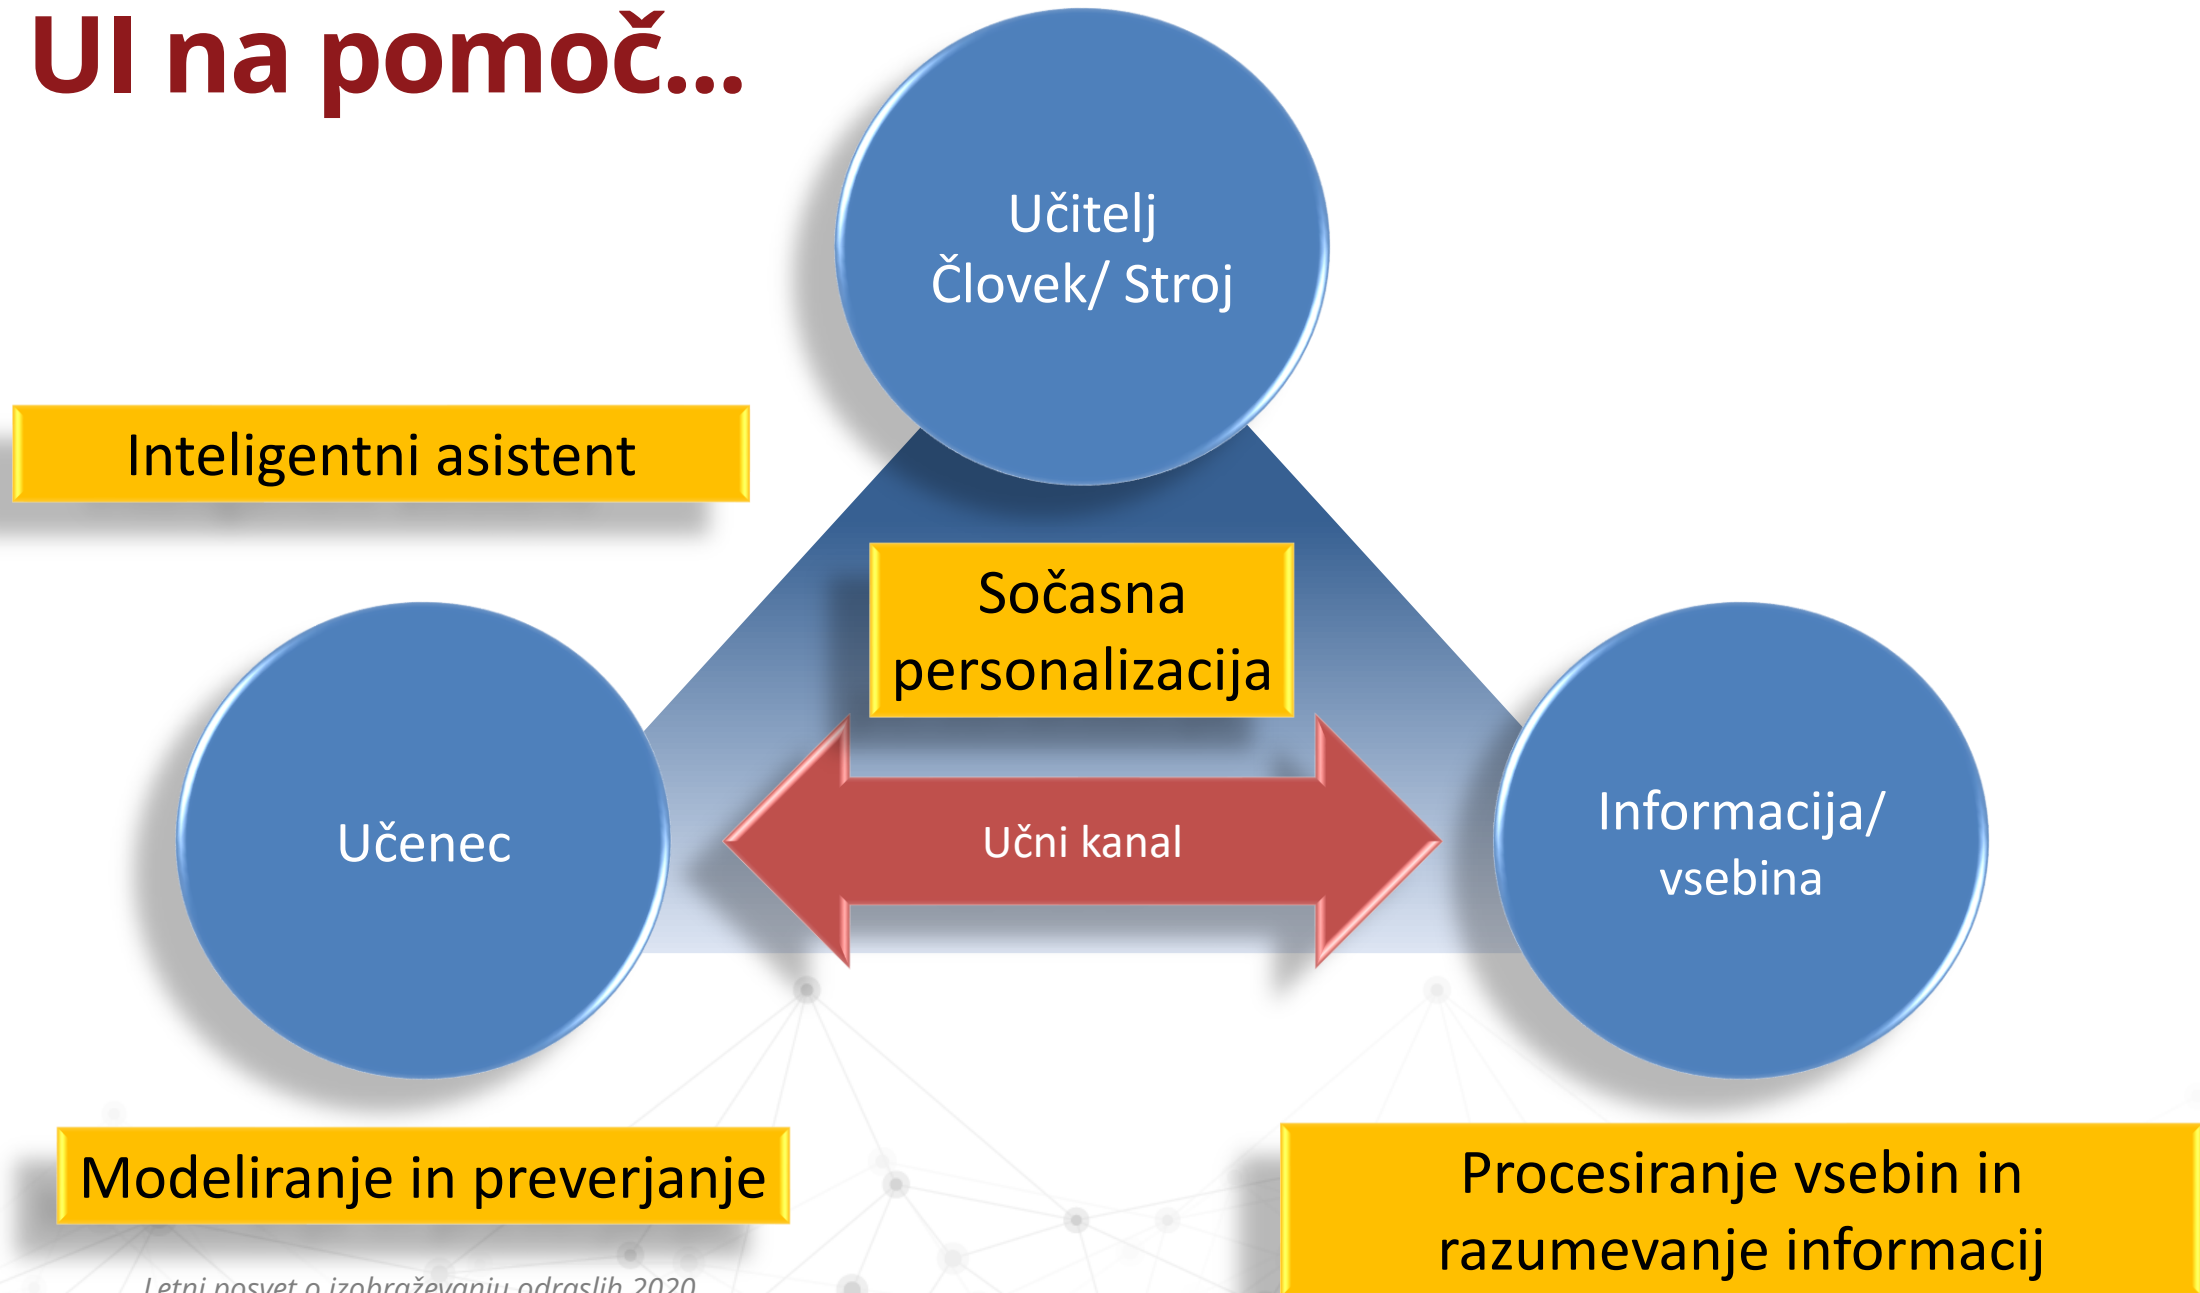 UI na pomoč...
Učitelj
Človek/ Stroj
Inteligentni asistent
Sočasna
personalizacija
Učenec
Učni kanal
Informacija/
vsebina
Modeliranje in preverjanje
Procesiranje vsebin in
razumevanje informacij
Letni posvet o izobraževanju odraslih 2020